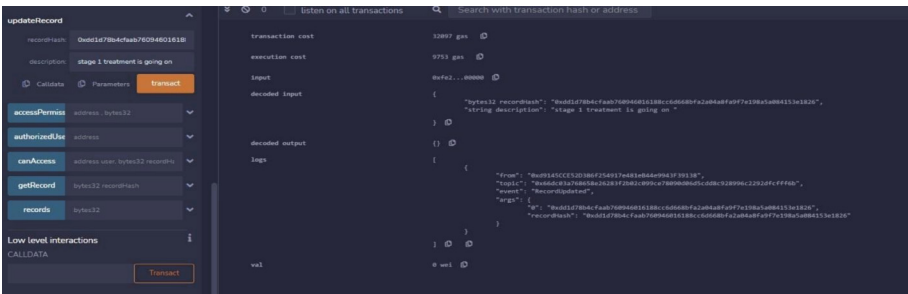 updateRecord
recordHash: 0xdd1d78b4cfaab76094601618
description: stage 1 treatment is going on
Calldata Parameters transact
accessPermiss address , bytes32
authorizedUse address
canAccess address user, bytes32 recordHs
getRecord bytes32 recordHash
records bytes32
Low level interactions i
CALLDATA
Transact
0 listen on all transactions Search with transaction hash or address
transaction cost 32097 gas
execution cost 9753 gas
input 0xfe2...00000
decoded input {
"bytes32 recordHash": "0xdd1d78b4cfaab760946016188cc6d668bfa2a04a8fa9f7e198a5a084153e1826",
"string description": "stage 1 treatment is going on "
}
decoded output {}
logs [
{
"from": "0xd9145CCE52D386f254917e481eB44e9943F39138",
"topic":
"event": "RecordUpdated",
"args": {
"0": "0xdd1d78b4cfaab760946016188cc6d668bfa2a04a8fa9f7e198a5a084153e1826",
"recordHash": "0xdd1d78b4cfaab760946016188cc6d668bfa2a04a8fa9f7e198a5a084153e1826"
}
}
]
val 0 wei